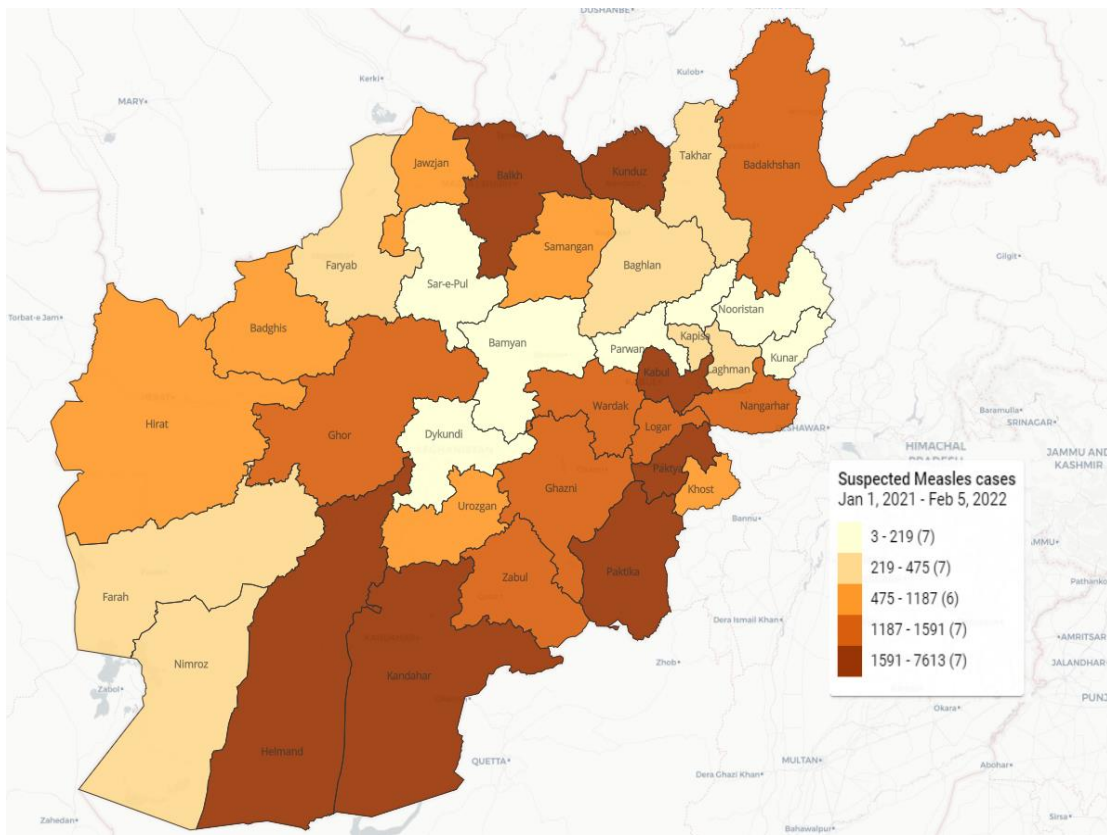 DUSHANBE
Kerki
Kulob
MARY
Jawzjan
Balkh
Kunduz
Takhar
Badakhshan
Faryab
Samangan
Baghlan
Gilgit
Sar-e-Pul
Nooristan
Torbat-e Jam
Badghis
Bamyan
Parwan
Kapisa
Kunar
Laghman
Kabul
Hirat
Wardak
Nangarhar
Ghor
Dykundi
Logar
Baramulla
SRINAGAR
ESHAWAR
Ghazni
Paktya
HIMACHAL
PRADESH
JAMMU AND
KASHMIR
Urozgan
Khost
Bannu
Suspected Measles cases
Jan 1, 2021 - Feb 5, 2022
3 - 219 (7)
219 - 475 (7)
475 - 1187 (6)
1187 - 1591 (7)
1591 - 7613 (7)
JAMMU
Pathankot
Farah
Zabul
Paktika
Dera Ismail Khan
AMRITSAR
JALANDHAR
PUNJ
Nimroz
Zabol
Kandahar
Zhob
Okara
Helmand
QUETTA
MULTAN
Dera Ghazi Khan
Abohar
Zahedan
Bahawalpur
Sirsa